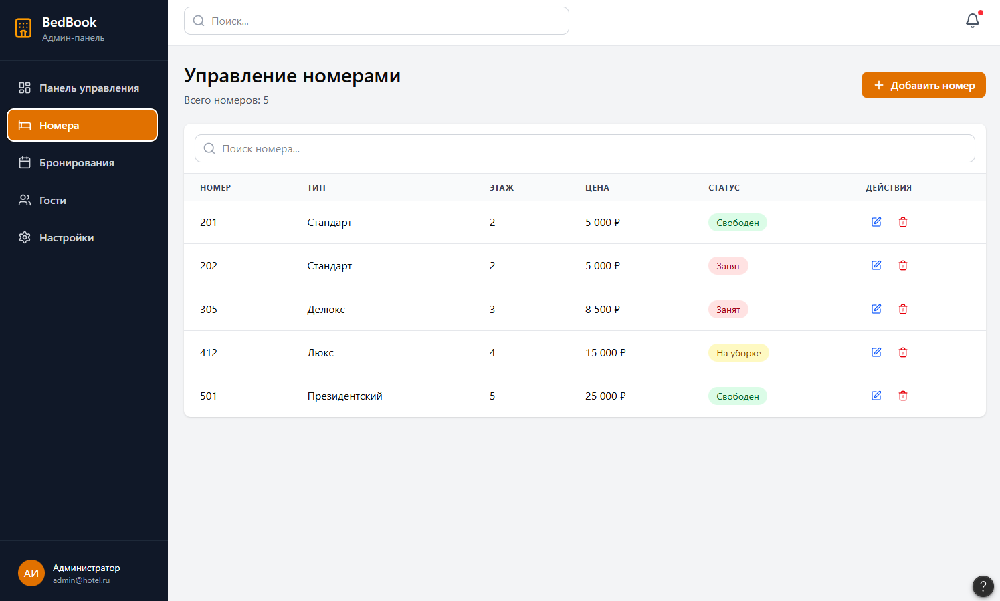 BedBook
Админ-панель
Панель управления
Номера
Бронирования
Гости
Настройки
Администратор
АИ
admin@hotel.ru
Поиск...
Управление номерами
Всего номеров: 5
+ Добавить номер
Поиск номера...
НОМЕР ТИП ЭТАЖ ЦЕНА СТАТУС ДЕЙСТВИЯ
201 Стандарт 2 5 000 ₽ Свободен
202 Стандарт 2 5 000 ₽ Занят
305 Делюкс 3 8 500 ₽ Занят
412 Люкс 4 15 000 ₽ На уборке
501 Президентский 5 25 000 ₽ Свободен
?